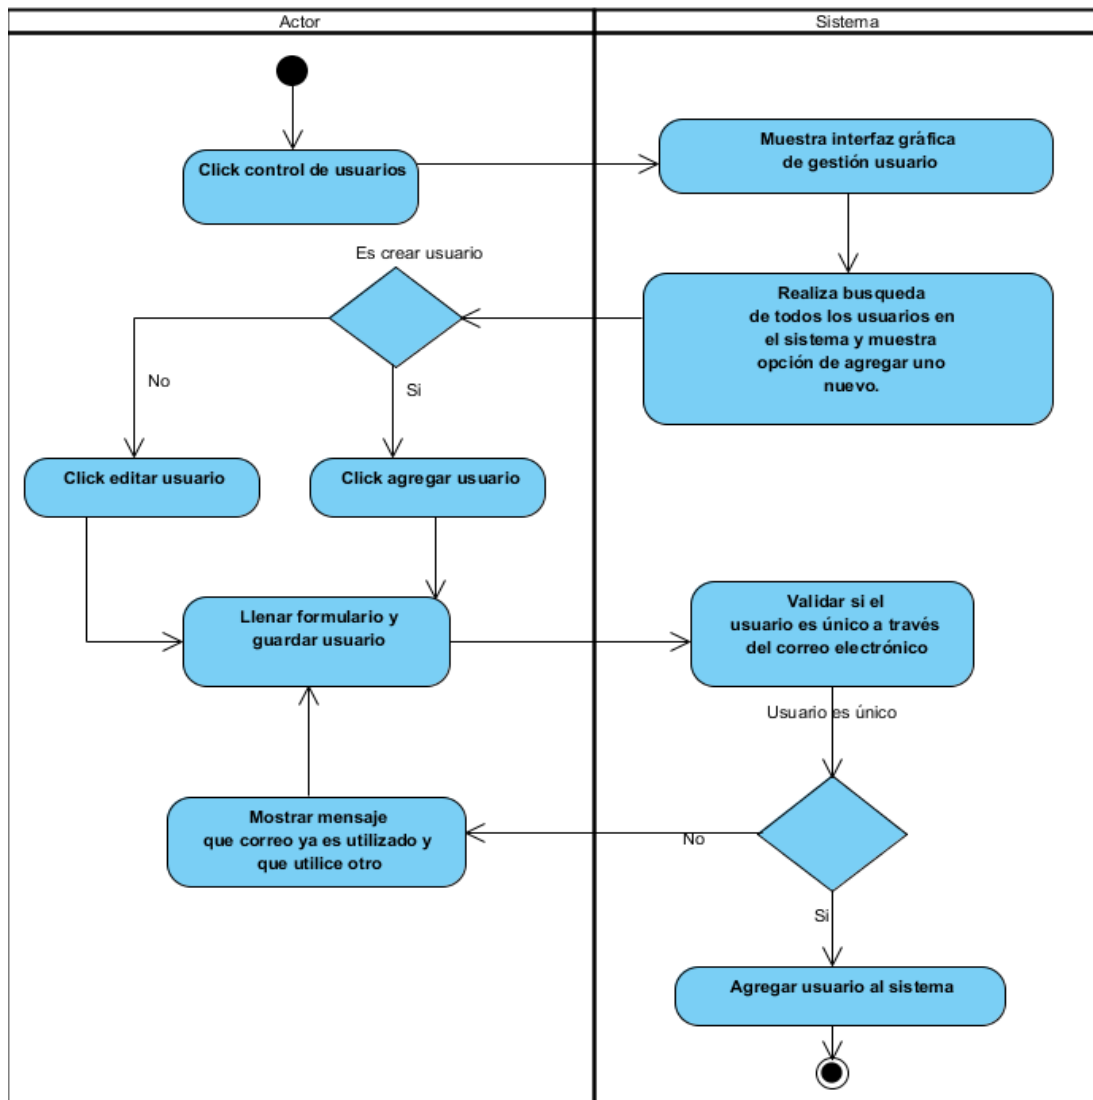 Actor
Sistema
Click control de usuarios
Muestra interfaz gráfica
de gestión usuario
Es crear usuario
Realiza busqueda
de todos los usuarios en
el sistema y muestra
opción de agregar uno
nuevo.
No
Si
Click editar usuario
Click agregar usuario
Llenar formulario y
guardar usuario
Validar si el
usuario es único a través
del correo electrónico
Usuario es único
Mostrar mensaje
que correo ya es utilizado y
que utilice otro
No
Si
Agregar usuario al sistema